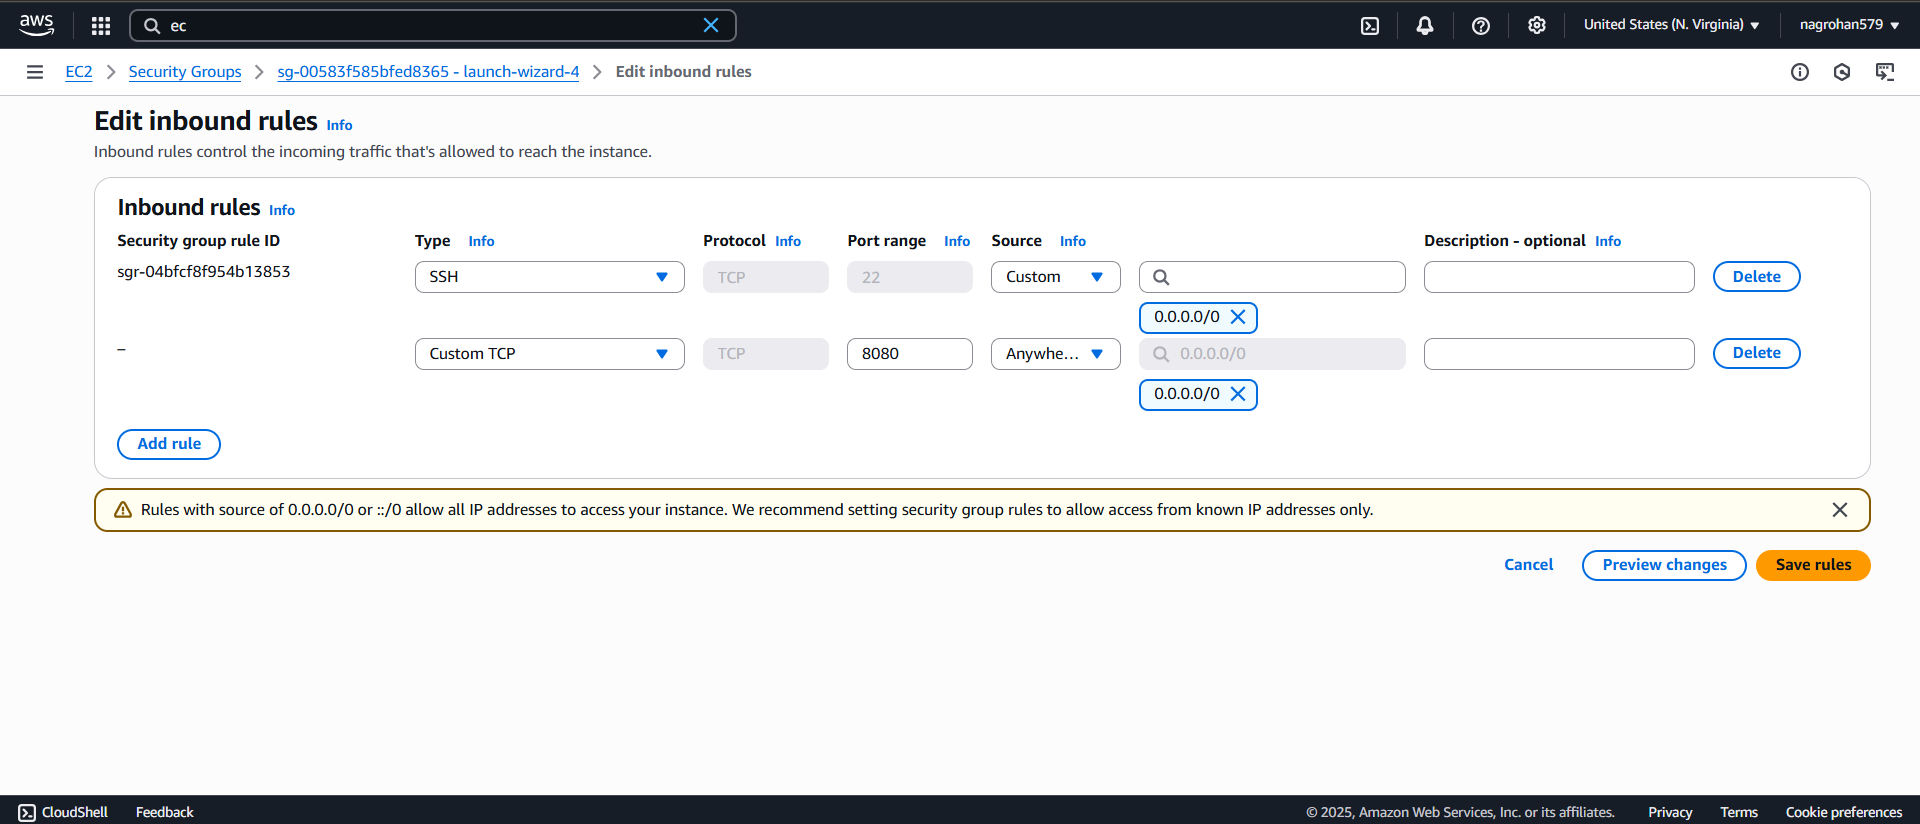 aws
ec
United States (N. Virginia)
nagrohan579
EC2 > Security Groups > sg-00583f585bfed8365 - launch-wizard-4 > Edit inbound rules
Edit inbound rules Info
Inbound rules control the incoming traffic that's allowed to reach the instance.
Inbound rules Info
Security group rule ID Type Info Protocol Info Port range Info Source Info Description - optional Info
sgr-04bfcf8f954b13853 SSH TCP 22 Custom Delete
0.0.0.0/0
– Custom TCP TCP 8080 Anywhe... 0.0.0.0/0 Delete
0.0.0.0/0
Add rule
Rules with source of 0.0.0.0/0 or ::/0 allow all IP addresses to access your instance. We recommend setting security group rules to allow access from known IP addresses only.
Cancel Preview changes Save rules
CloudShell Feedback © 2025, Amazon Web Services, Inc. or its affiliates. Privacy Terms Cookie preferences